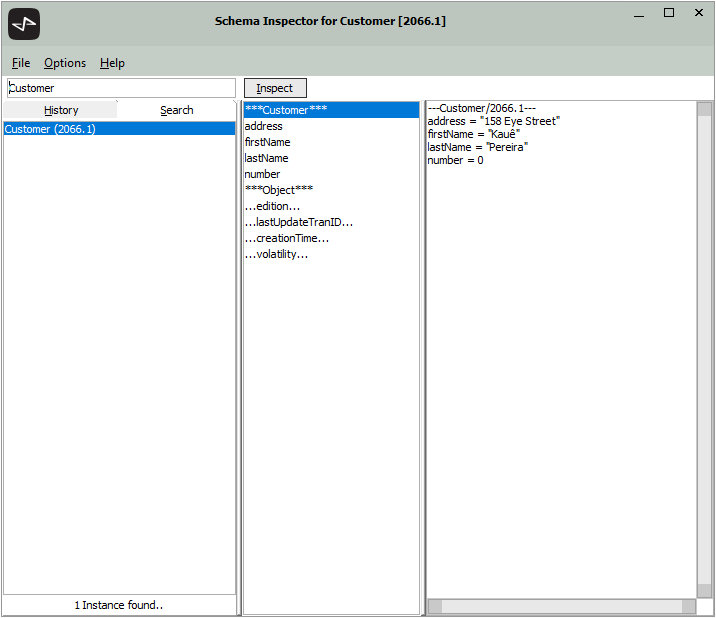 Schema Inspector for Customer [2066.1]
File Options Help
Customer
Inspect
History Search
Customer (2066.1)
1 Instance found..
***Customer***
address
firstName
lastName
number
***Object***
...edition...
...lastUpdateTranID...
...creationTime...
...volatility...
---Customer/2066.1---
address = "158 Eye Street"
firstName = "Kauê"
lastName = "Pereira"
number = 0